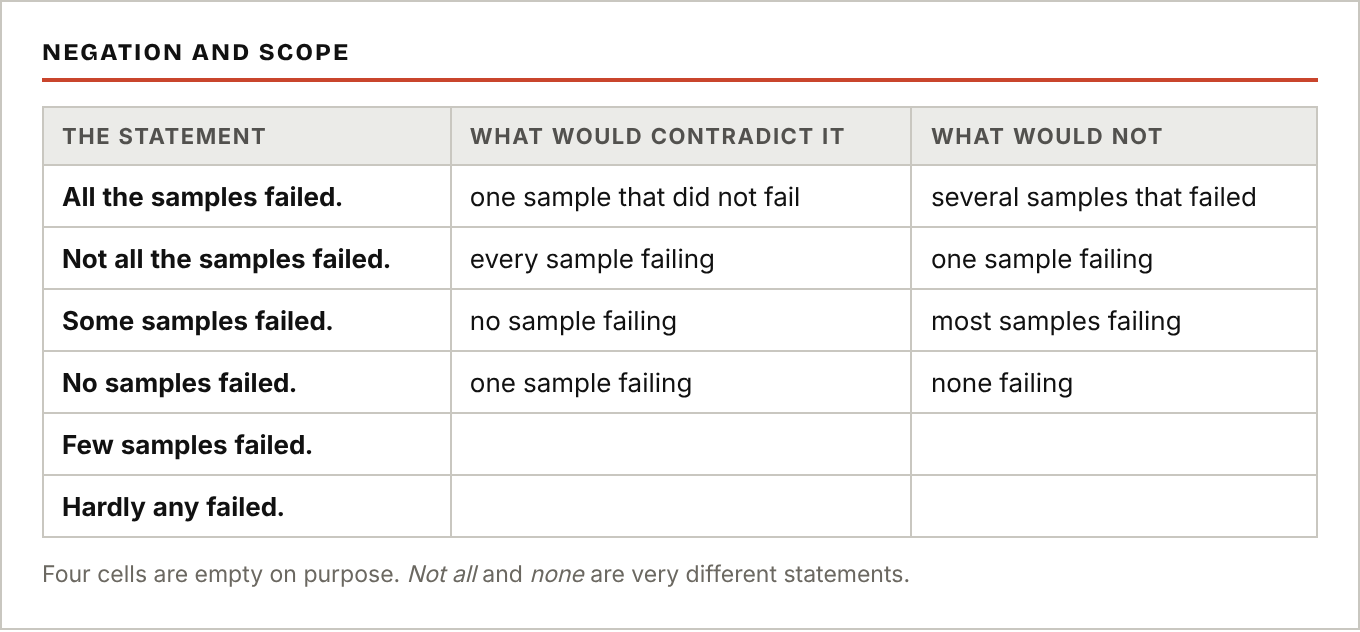 NEGATION AND SCOPE
THE STATEMENT WHAT WOULD CONTRADICT IT WHAT WOULD NOT
All the samples failed. one sample that did not fail several samples that failed
Not all the samples failed. every sample failing one sample failing
Some samples failed. no sample failing most samples failing
No samples failed. one sample failing none failing
Few samples failed.
Hardly any failed.
Four cells are empty on purpose. Not all and none are very different statements.